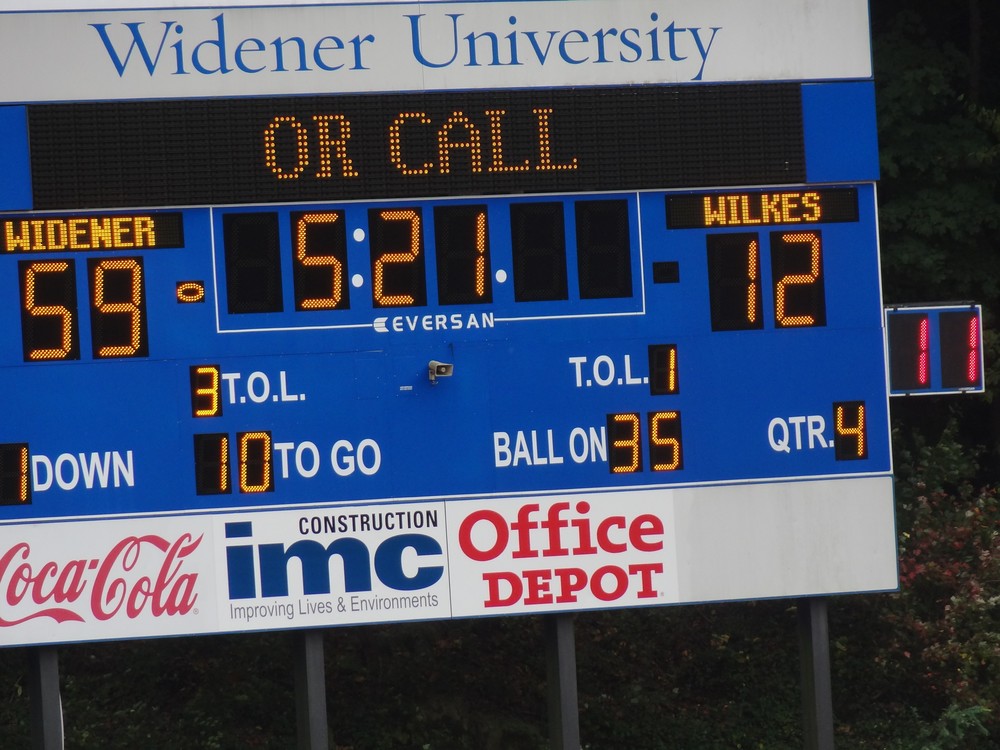 Widener University
OR CALL
WIDENER
WILKES
59
5:21.
12
EVERSAN
11
3 T.O.L.
T.O.L. 1
1 DOWN
10 TO GO
BALL ON 35
QTR. 4
Coca-Cola
CONSTRUCTION
imc
Improving Lives & Environments
Office
DEPOT